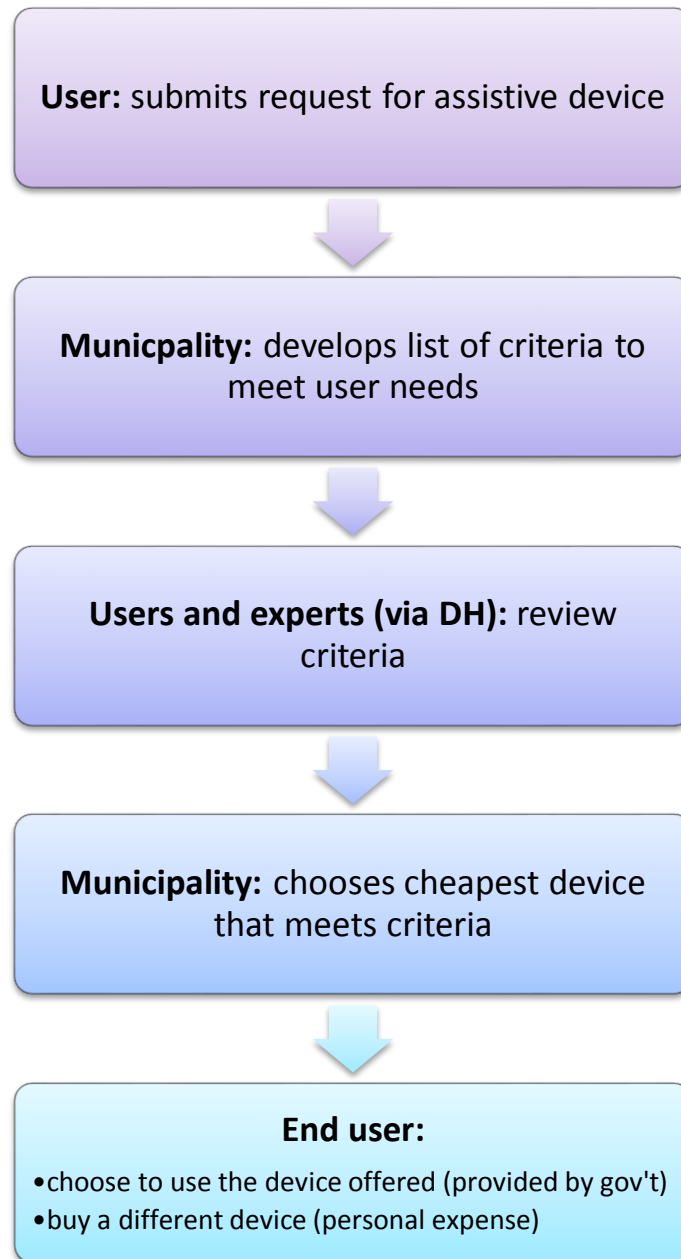 User: submits request for assistive device
Municpality: develops list of criteria to
meet user needs
Users and experts (via DH): review
criteria
Municipality: chooses cheapest device
that meets criteria
End user:
•choose to use the device offered (provided by gov't)
•buy a different device (personal expense)